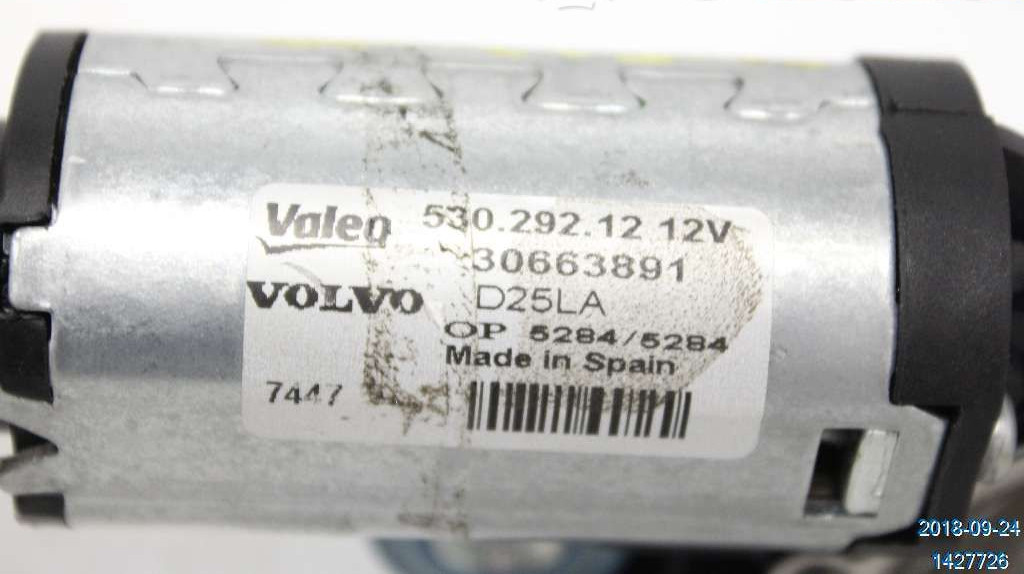 Valeo 530.292.12 12V
30663891
VOLVO D25LA
OP 5284/5284
Made in Spain
7447
2018-09-24
1427726